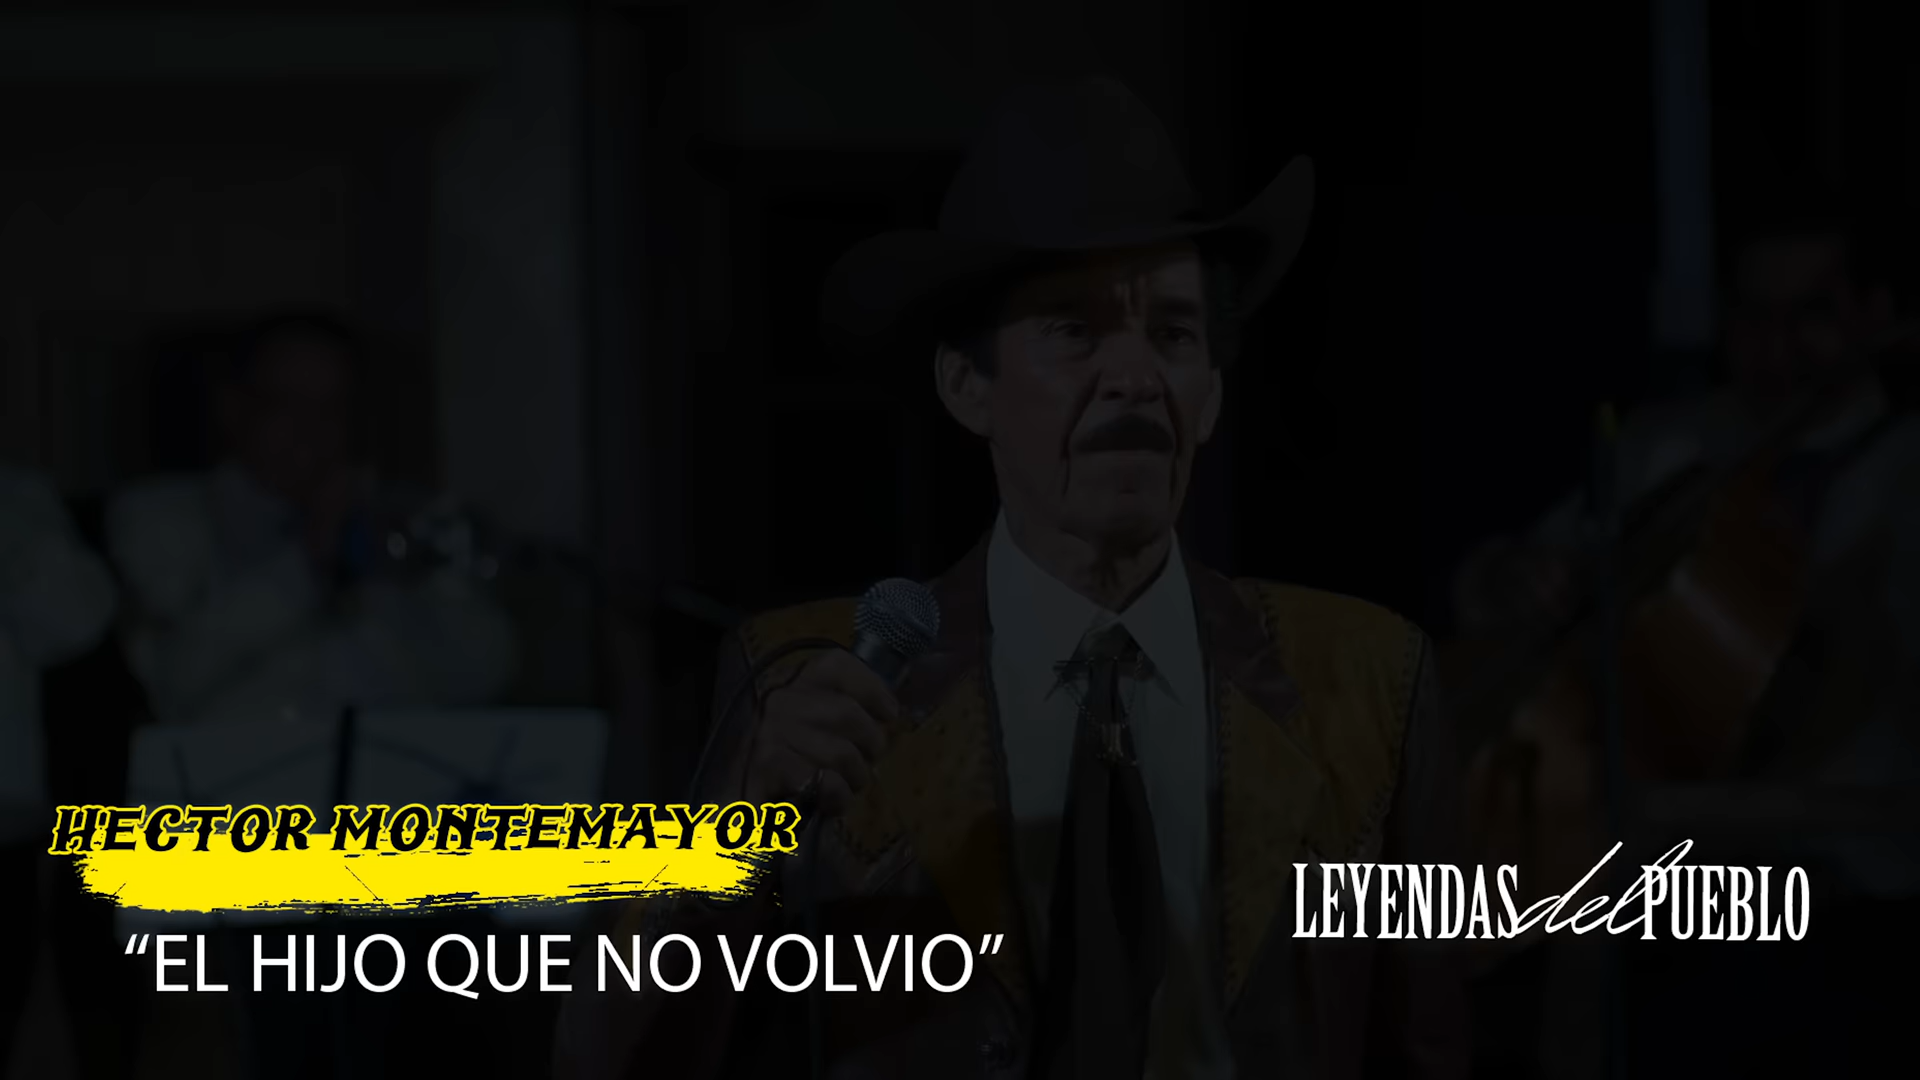 HECTOR MONTEMAYOR
“EL HIJO QUE NO VOLVIO”
LEYENDAS del PUEBLO